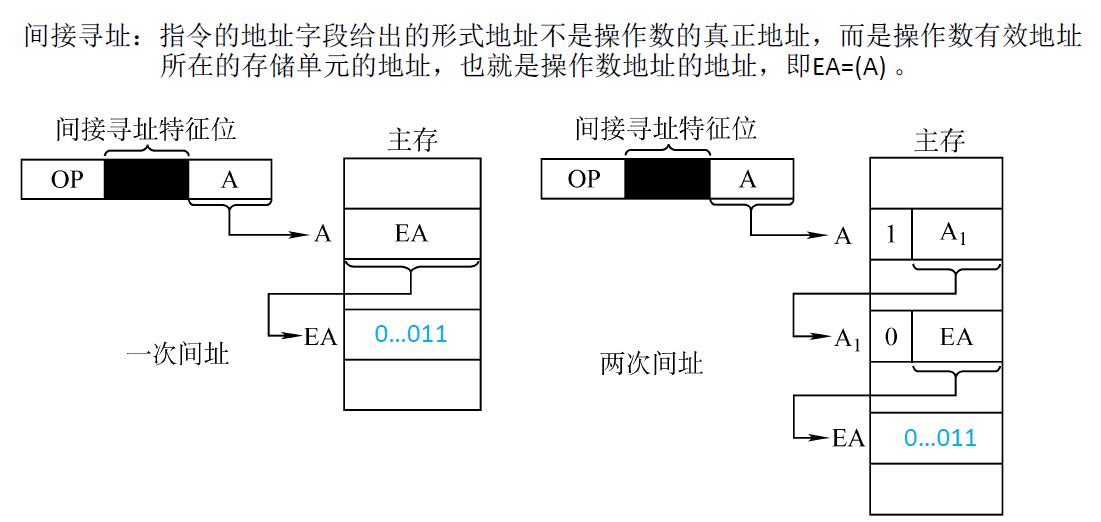 间接寻址：指令的地址字段给出的形式地址不是操作数的真正地址，而是操作数有效地址
所在的存储单元的地址，也就是操作数地址的地址，即EA=(A) 。
间接寻址特征位
主存
OP
A
A
EA
EA
0...011
一次间址
间接寻址特征位
主存
OP
A
A
1
A₁
A₁
0
EA
两次间址
EA
0...011